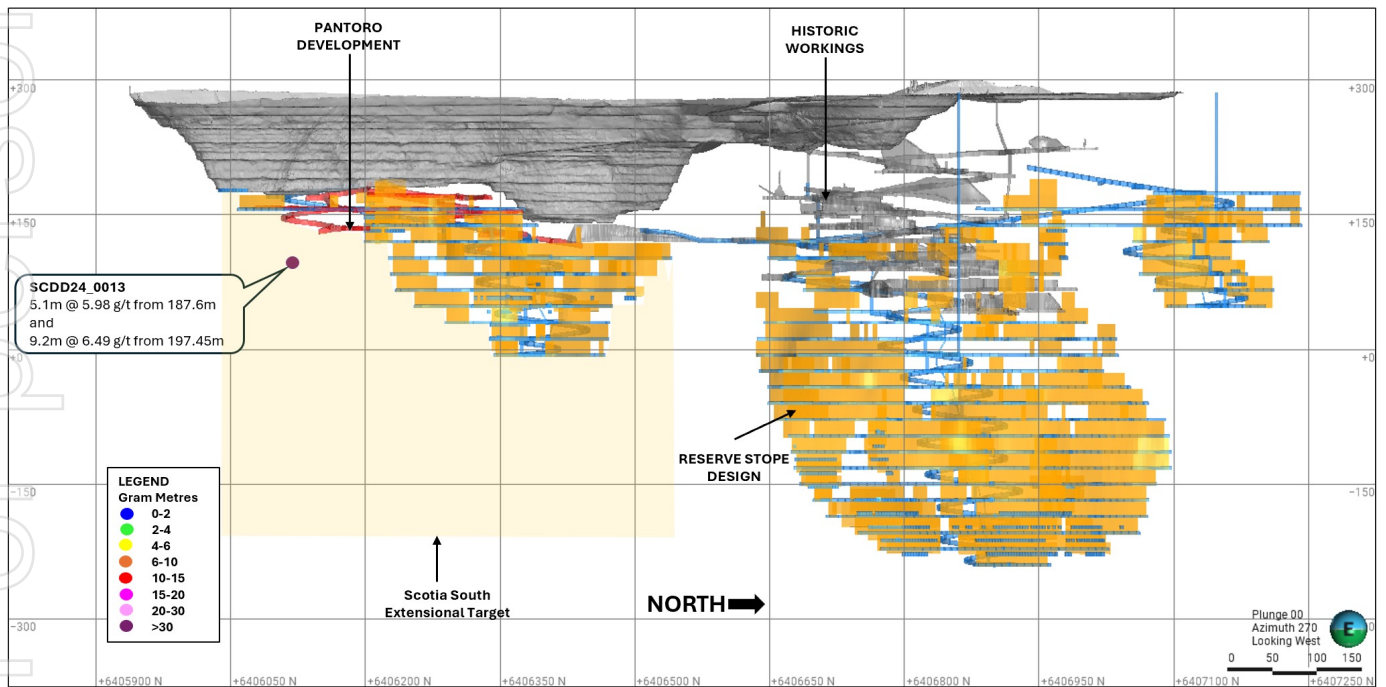 PANTORO
DEVELOPMENT
HISTORIC
WORKINGS
+300
+300
+150
+150
SCDD24_0013
5.1m @ 5.98 g/t from 187.6m
and
9.2m @ 6.49 g/t from 197.45m
+0
+0
RESERVE STOPE
DESIGN
LEGEND
Gram Metres
0-2
2-4
4-6
6-10
10-15
15-20
20-30
>30
-150
-150
Scotia South
Extensional Target
NORTH
-300
Plunge 00
Azimuth 270
Looking West
E
0 50 100 150
+6405900 N
+6406050 N
+6406200 N
+6406350 N
+6406500 N
+6406650 N
+6406800 N
+6406950 N
+6407100 N
+6407250 N